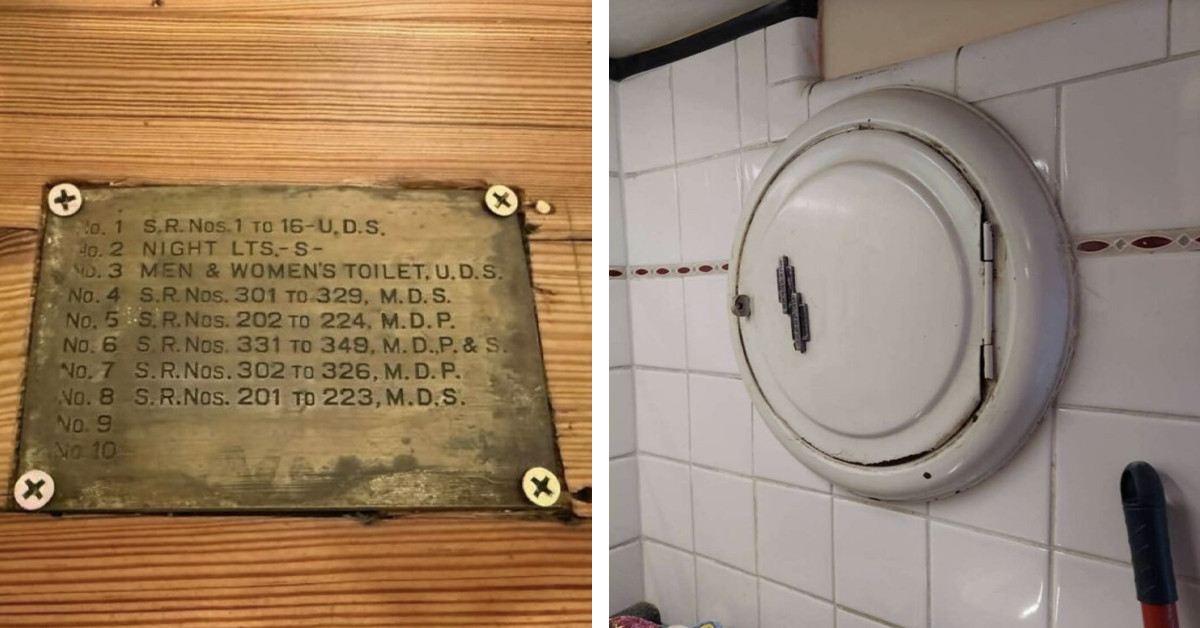 No. 1 S.R. Nos. 1 TO 16-U.D.S.
No. 2 NIGHT LTS.-S-
No. 3 MEN & WOMEN'S TOILET, U.D.S.
No. 4 S.R. Nos. 301 TO 329, M.D.S.
No. 5 S.R. Nos. 202 TO 224, M.D.P.
No. 6 S.R. Nos. 331 TO 349, M.D.,P. & S.
No. 7 S.R. Nos. 302 TO 326, M.D.P.
No. 8 S.R. Nos. 201 TO 223, M.D.S.
No. 9
No. 10